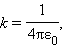 k = 1/(4πε₀),